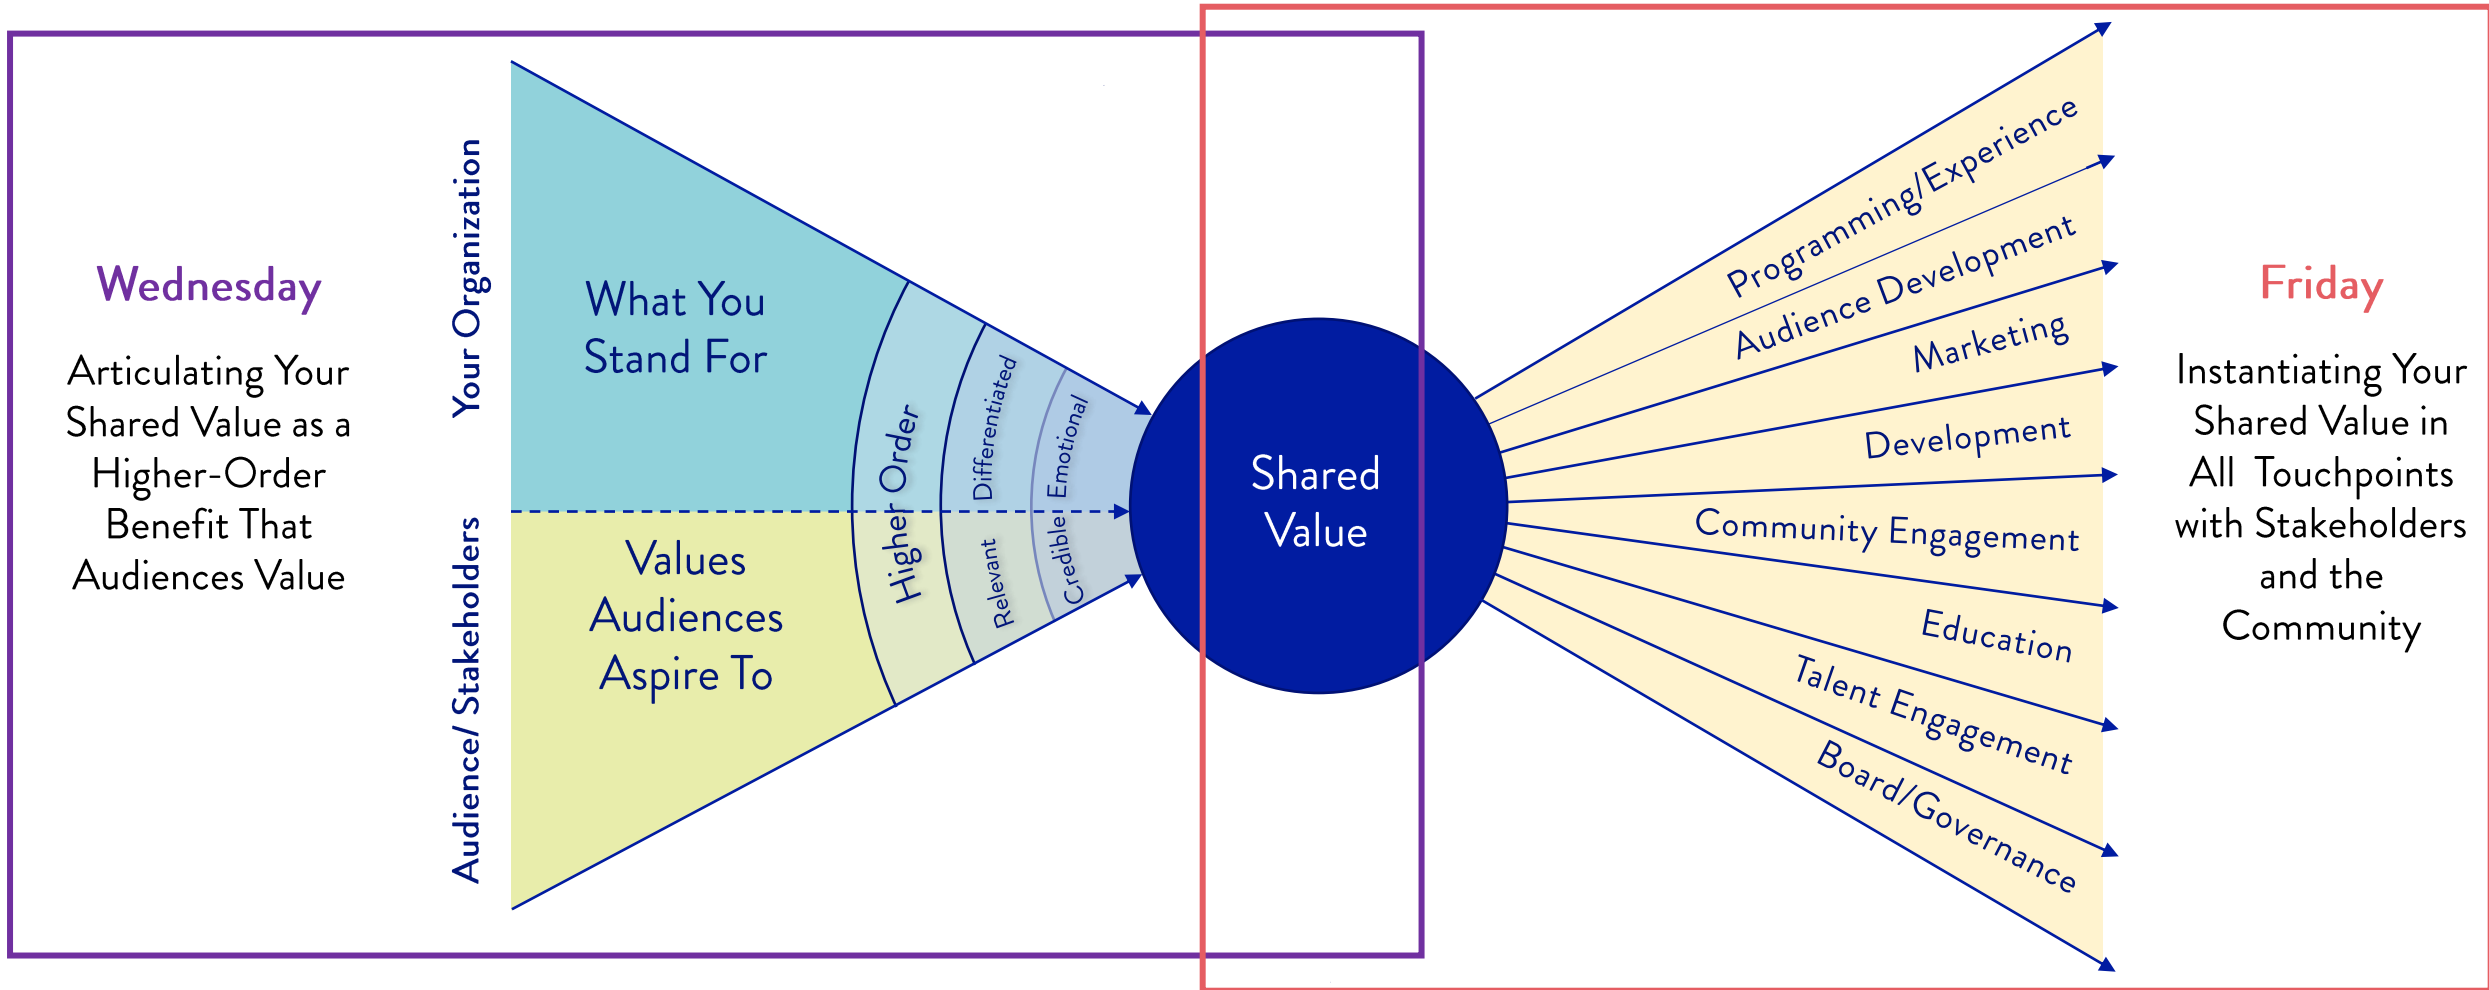 Wednesday
Articulating Your
Shared Value as a
Higher-Order
Benefit That
Audiences Value
Your Organization
Audience/ Stakeholders
What You
Stand For
Values
Audiences
Aspire To
Higher Order
Differentiated
Relevant
Emotional
Credible
Shared
Value
Programming/Experience
Audience Development
Marketing
Development
Community Engagement
Education
Talent Engagement
Board/Governance
Friday
Instantiating Your
Shared Value in
All Touchpoints
with Stakeholders
and the
Community